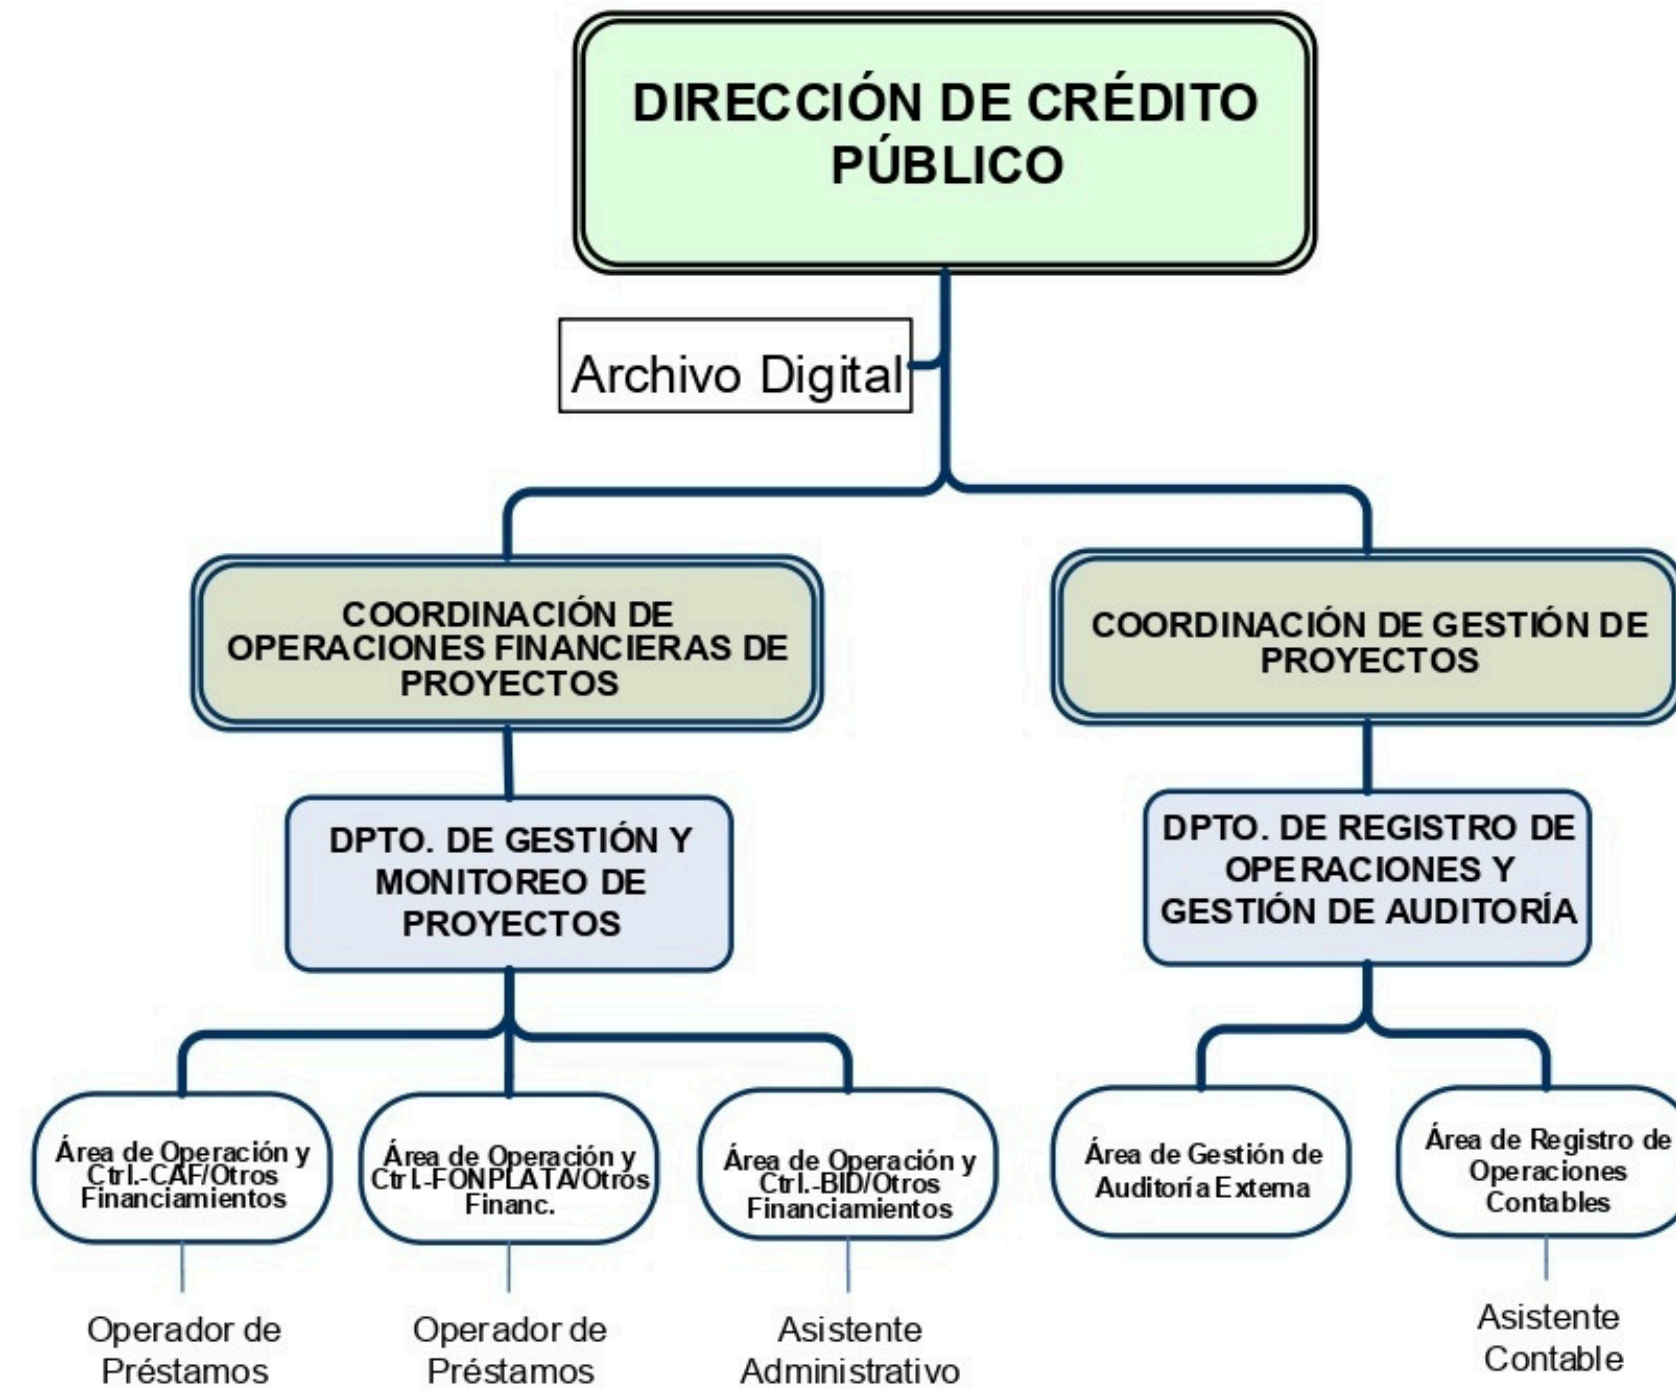 DIRECCIÓN DE CRÉDITO
PÚBLICO
Archivo Digital
COORDINACIÓN DE
OPERACIONES FINANCIERAS DE
PROYECTOS
COORDINACIÓN DE GESTIÓN DE
PROYECTOS
DPTO. DE GESTIÓN Y
MONITOREO DE
PROYECTOS
DPTO. DE REGISTRO DE
OPERACIONES Y
GESTIÓN DE AUDITORÍA
Área de Operación y
Ctrl.-CAF/Otros
Financiamientos
Área de Operación y
Ctrl.-FONPLATA/Otros
Financ.
Área de Operación y
Ctrl.-BID/Otros
Financiamientos
Área de Gestión de
Auditoría Externa
Área de Registro de
Operaciones
Contables
Operador de
Préstamos
Operador de
Préstamos
Asistente
Administrativo
Asistente
Contable